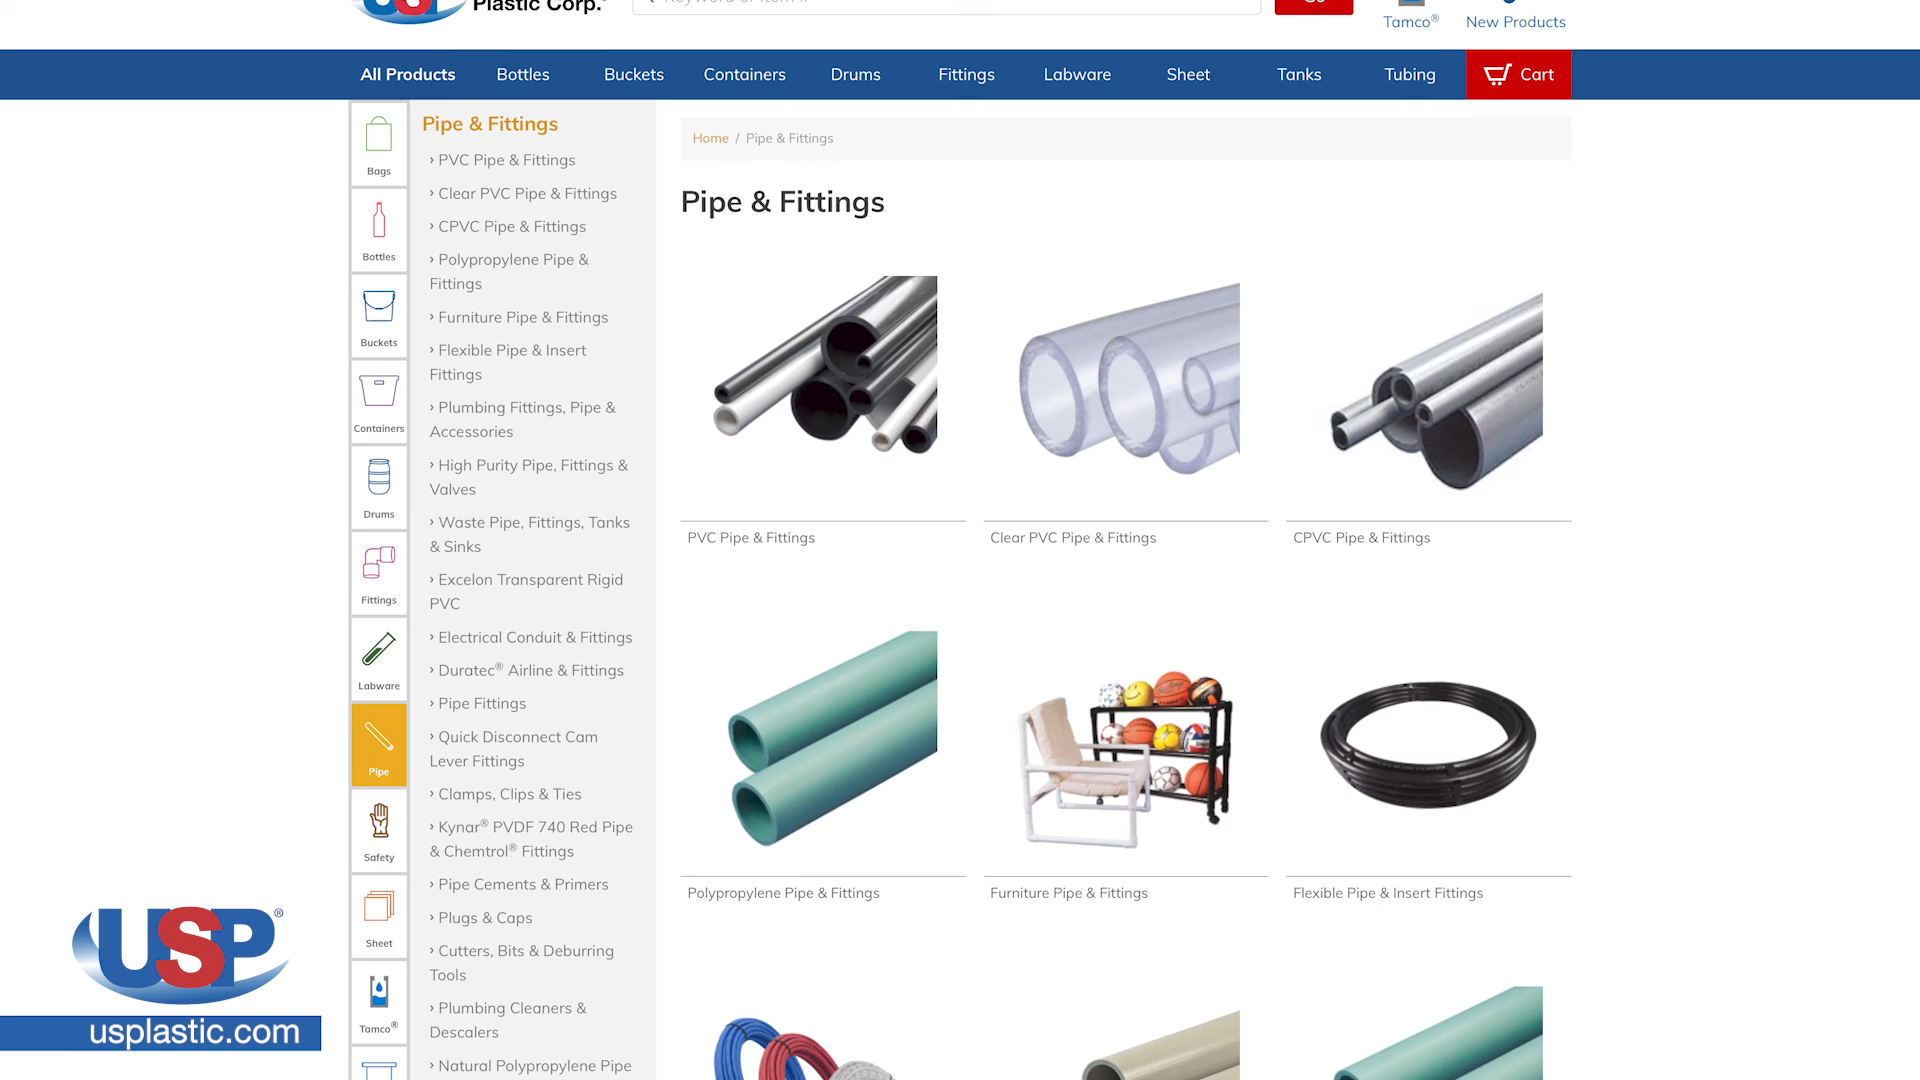 Plastic Corp.®
Go
Tamco®
New Products
All Products
Bottles
Buckets
Containers
Drums
Fittings
Labware
Sheet
Tanks
Tubing
Cart
Bags
Bottles
Buckets
Containers
Drums
Fittings
Labware
Pipe
Safety
Sheet
Tamco®
Pipe & Fittings
› PVC Pipe & Fittings
› Clear PVC Pipe & Fittings
› CPVC Pipe & Fittings
› Polypropylene Pipe &
Fittings
› Furniture Pipe & Fittings
› Flexible Pipe & Insert
Fittings
› Plumbing Fittings, Pipe &
Accessories
› High Purity Pipe, Fittings &
Valves
› Waste Pipe, Fittings, Tanks
& Sinks
› Excelon Transparent Rigid
PVC
› Electrical Conduit & Fittings
› Duratec® Airline & Fittings
› Pipe Fittings
› Quick Disconnect Cam
Lever Fittings
› Clamps, Clips & Ties
› Kynar® PVDF 740 Red Pipe
& Chemtrol® Fittings
› Pipe Cements & Primers
› Plugs & Caps
› Cutters, Bits & Deburring
Tools
› Plumbing Cleaners &
Descalers
› Natural Polypropylene Pipe
Home / Pipe & Fittings
Pipe & Fittings
PVC Pipe & Fittings
Clear PVC Pipe & Fittings
CPVC Pipe & Fittings
Polypropylene Pipe & Fittings
Furniture Pipe & Fittings
Flexible Pipe & Insert Fittings
USP®
usplastic.com